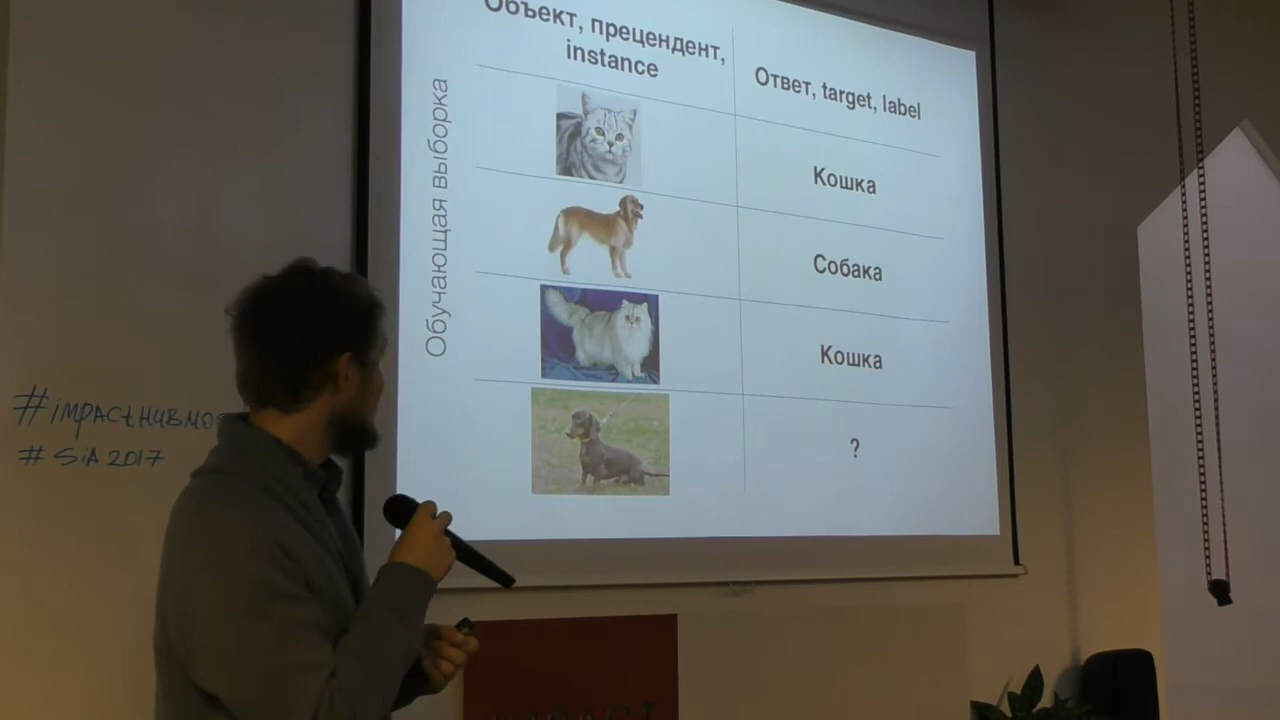 Объект, прецендент,
instance
Ответ, target, label
Обучающая выборка
Кошка
Собака
Кошка
?
#impacthubmos
# SiA 2017